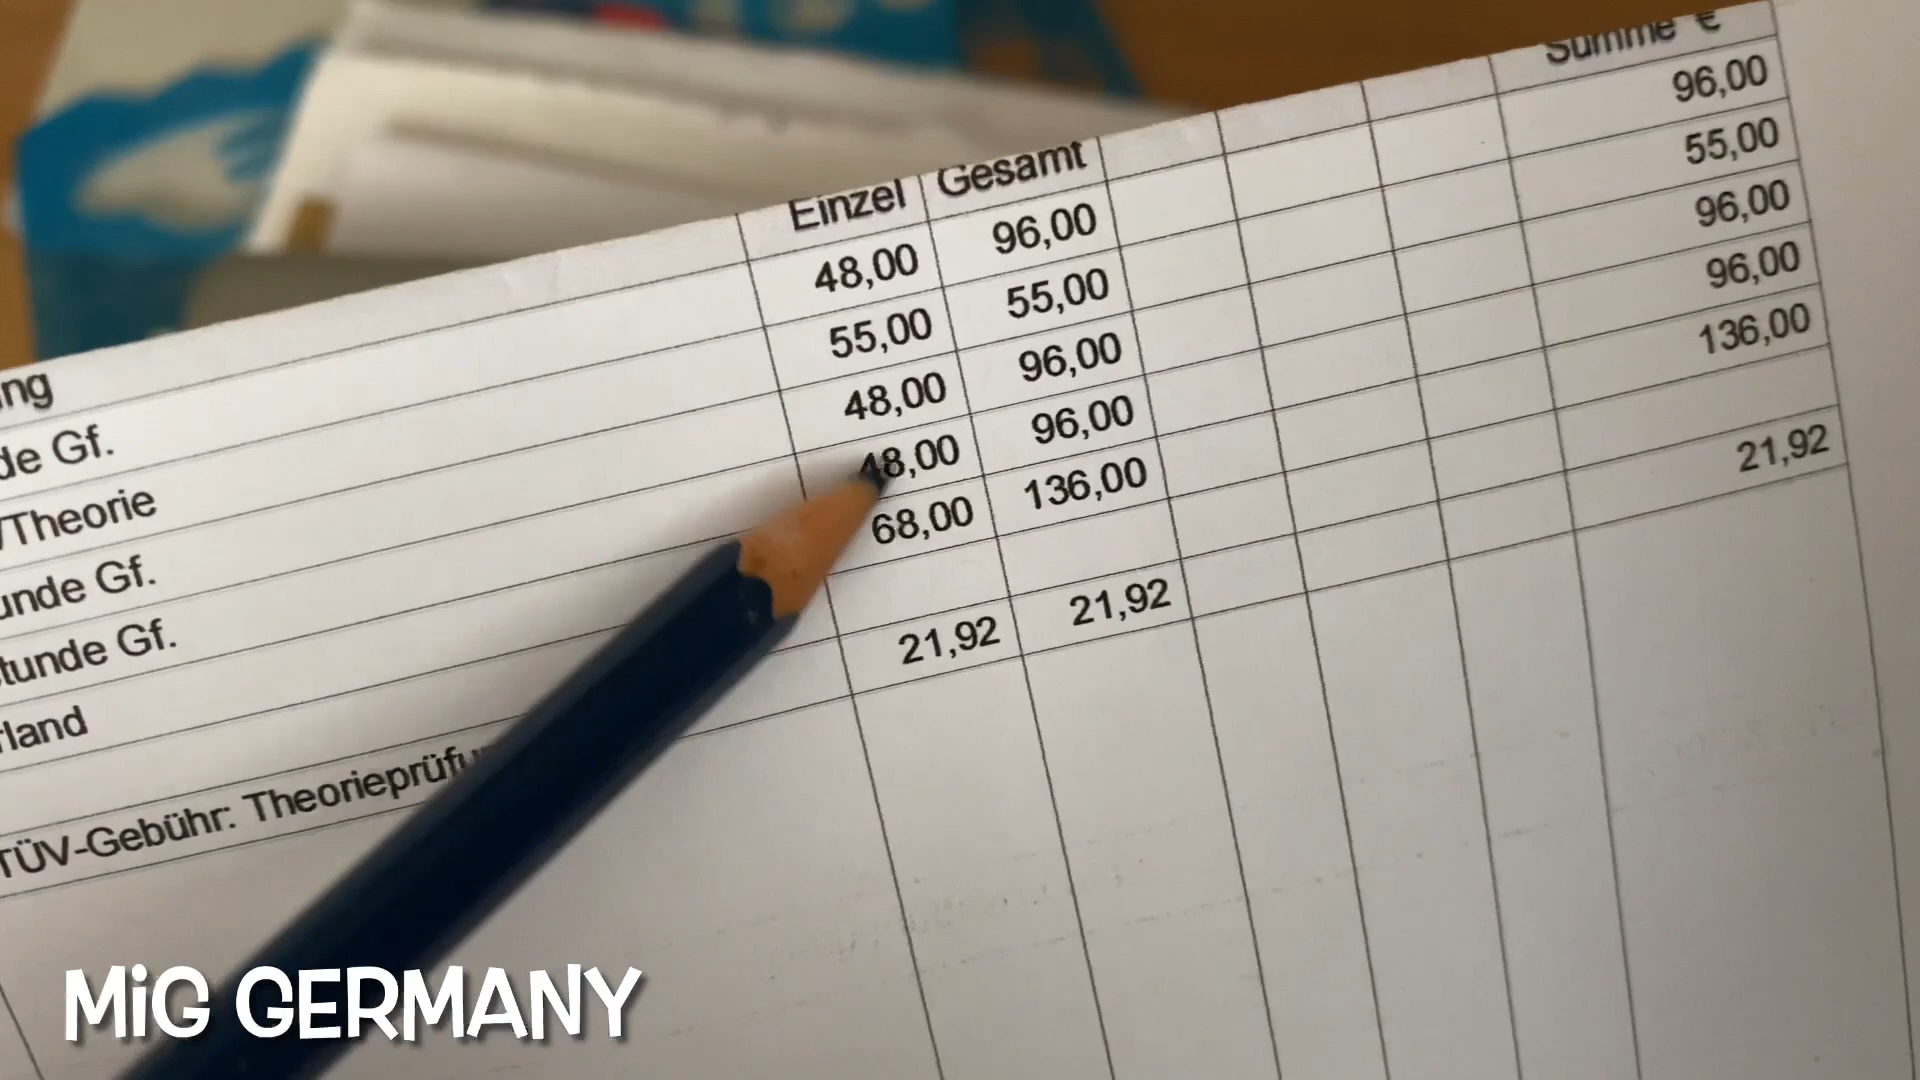 ng Einzel Gesamt Summe €
de Gf. 48,00 96,00 96,00
/Theorie 55,00 55,00 55,00
unde Gf. 48,00 96,00 96,00
tunde Gf. 48,00 96,00 96,00
rland 68,00 136,00 136,00
TÜV-Gebühr: Theorieprüfu 21,92 21,92 21,92
MiG GERMANY